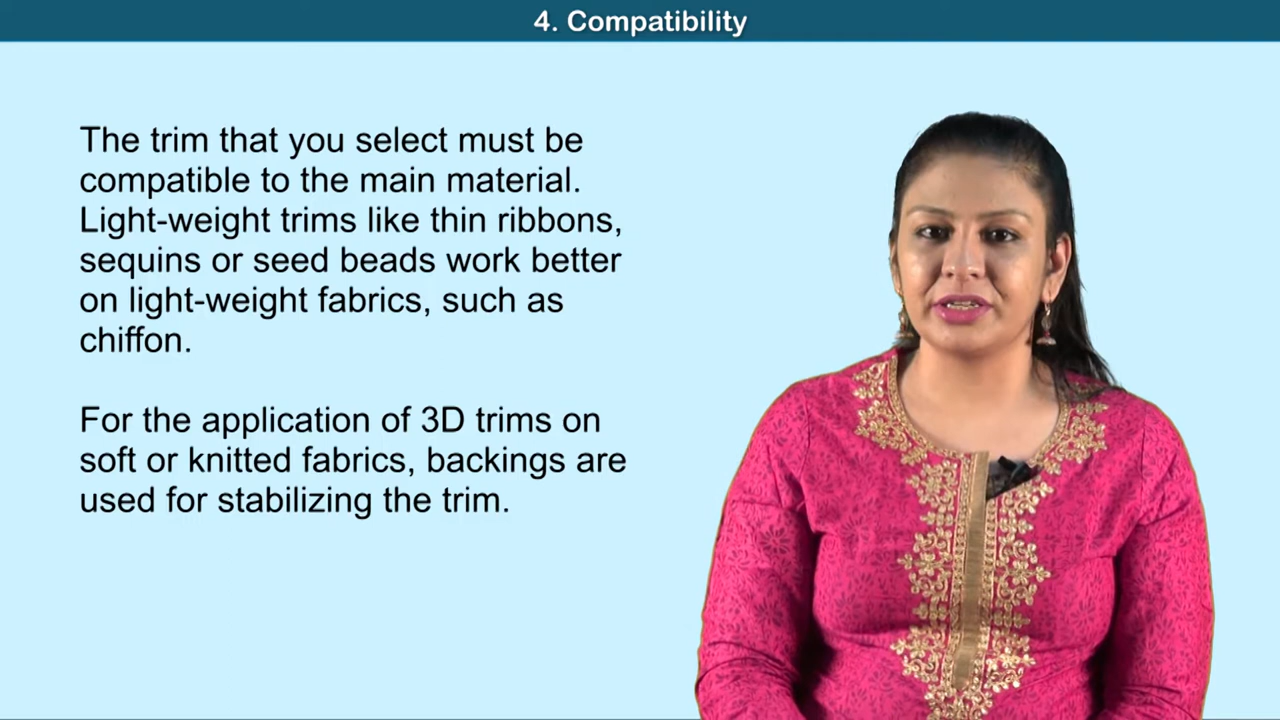 4. Compatibility
The trim that you select must be
compatible to the main material.
Light-weight trims like thin ribbons,
sequins or seed beads work better
on light-weight fabrics, such as
chiffon.
For the application of 3D trims on
soft or knitted fabrics, backings are
used for stabilizing the trim.